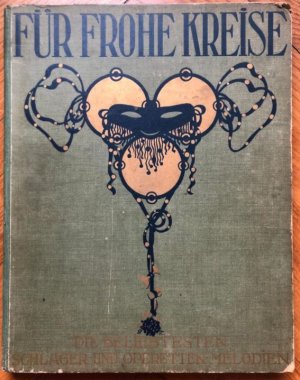 FÜR FROHE KREISE
DIE BELIEBTESTEN
SCHLAGER UND OPERETTEN-MELODIEN